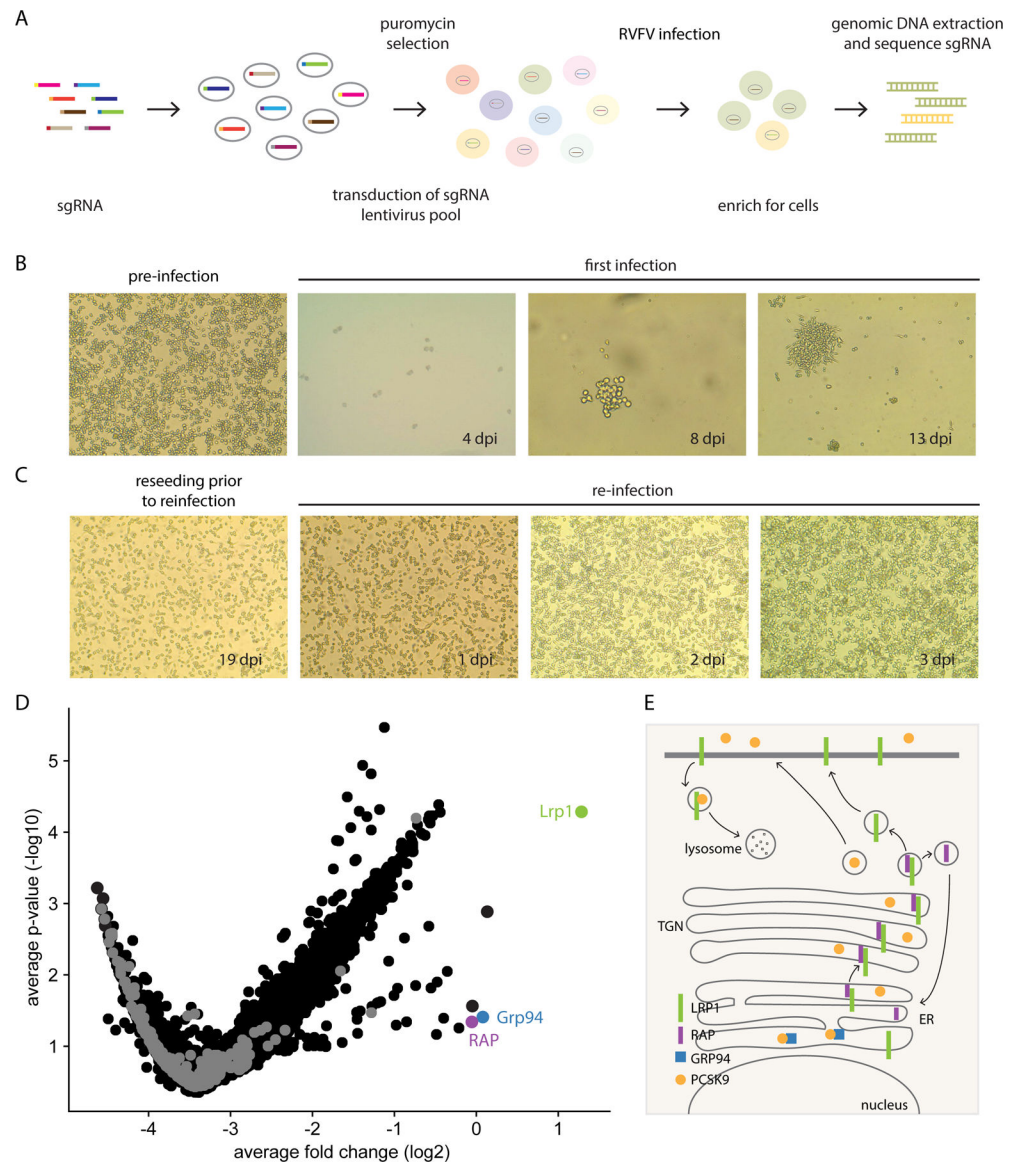 A
puromycin
selection
RVFV infection
genomic DNA extraction
and sequence sgRNA
sgRNA
transduction of sgRNA
lentivirus pool
enrich for cells
B
pre-infection
first infection
4 dpi
8 dpi
13 dpi
C
reseeding prior
to reinfection
re-infection
19 dpi
1 dpi
2 dpi
3 dpi
D
average p-value (-log10)
5
4
3
2
1
-4
-3
-2
-1
0
1
average fold change (log2)
Lrp1
Grp94
RAP
E
lysosome
TGN
ER
LRP1
RAP
GRP94
PCSK9
nucleus